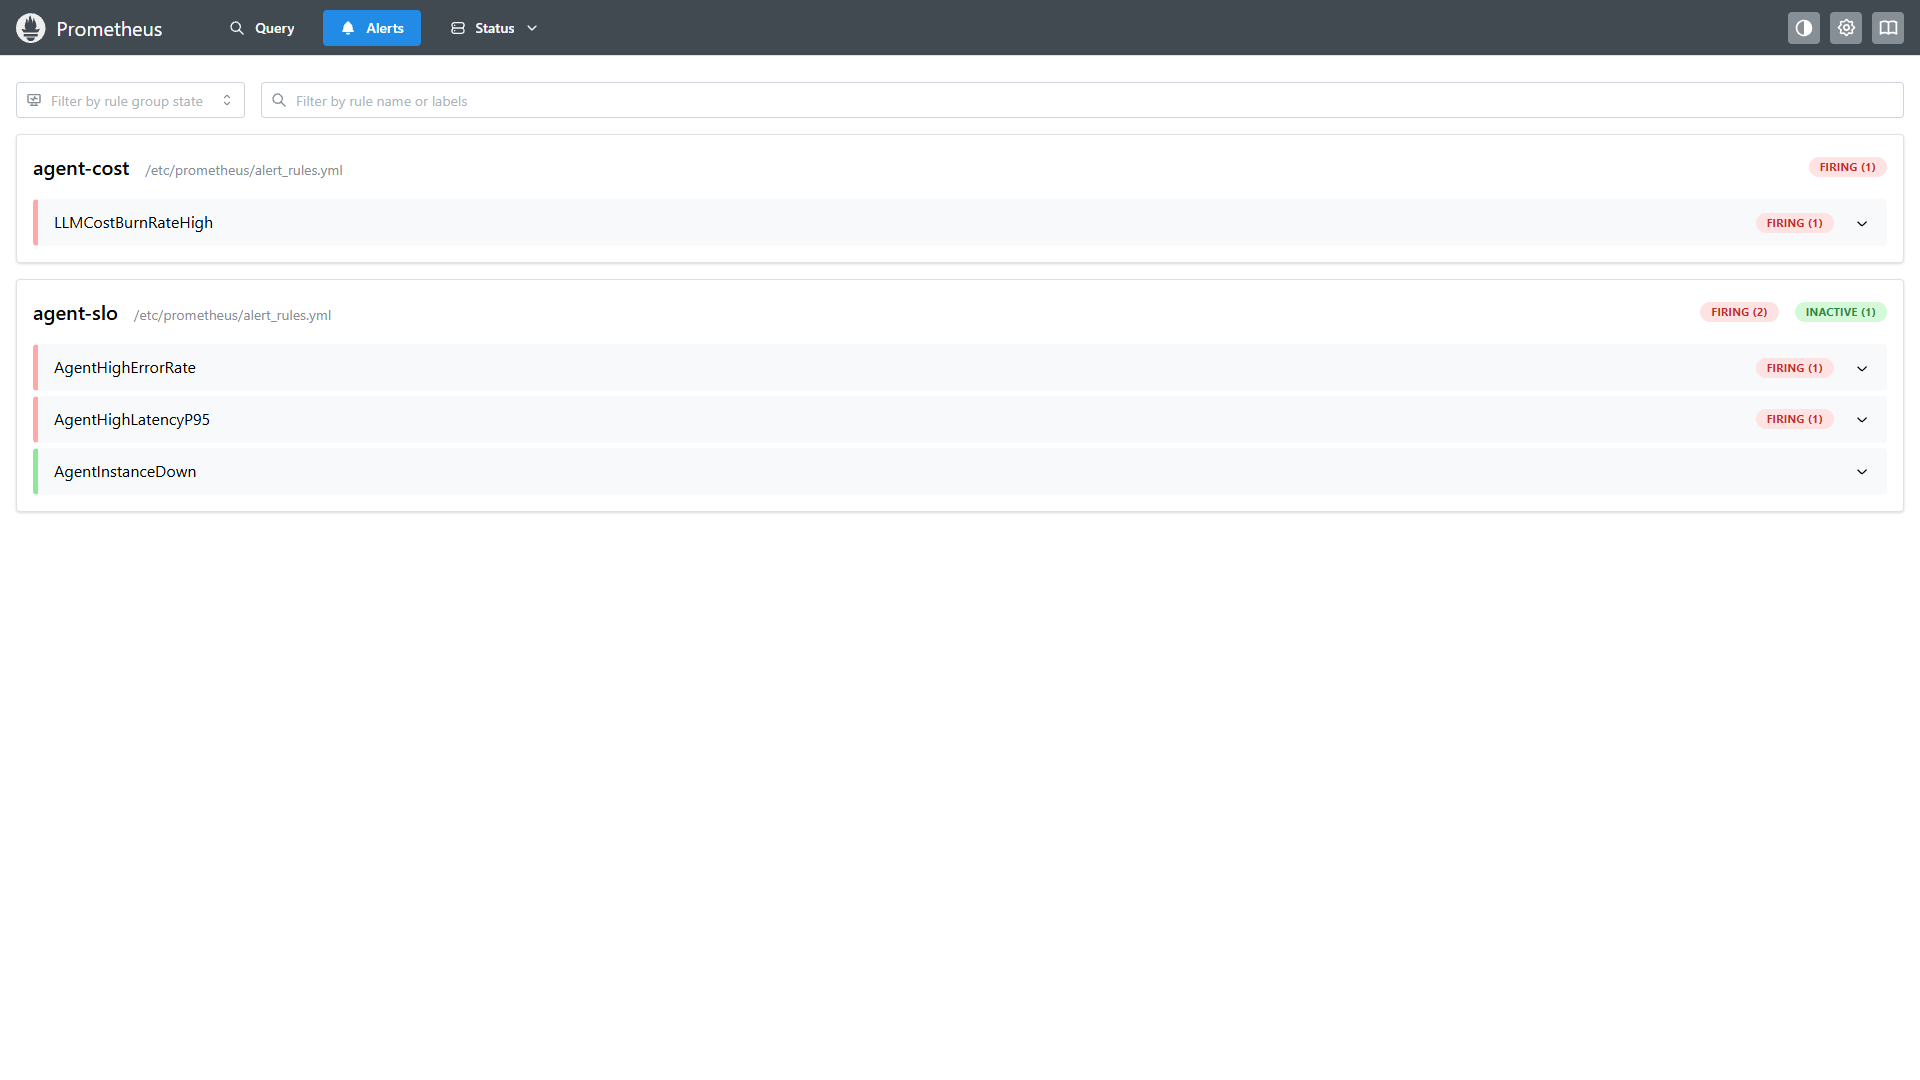 Prometheus Query Alerts Status
Filter by rule group state Filter by rule name or labels
agent-cost /etc/prometheus/alert_rules.yml FIRING (1)
LLMCostBurnRateHigh FIRING (1)
agent-slo /etc/prometheus/alert_rules.yml FIRING (2) INACTIVE (1)
AgentHighErrorRate FIRING (1)
AgentHighLatencyP95 FIRING (1)
AgentInstanceDown